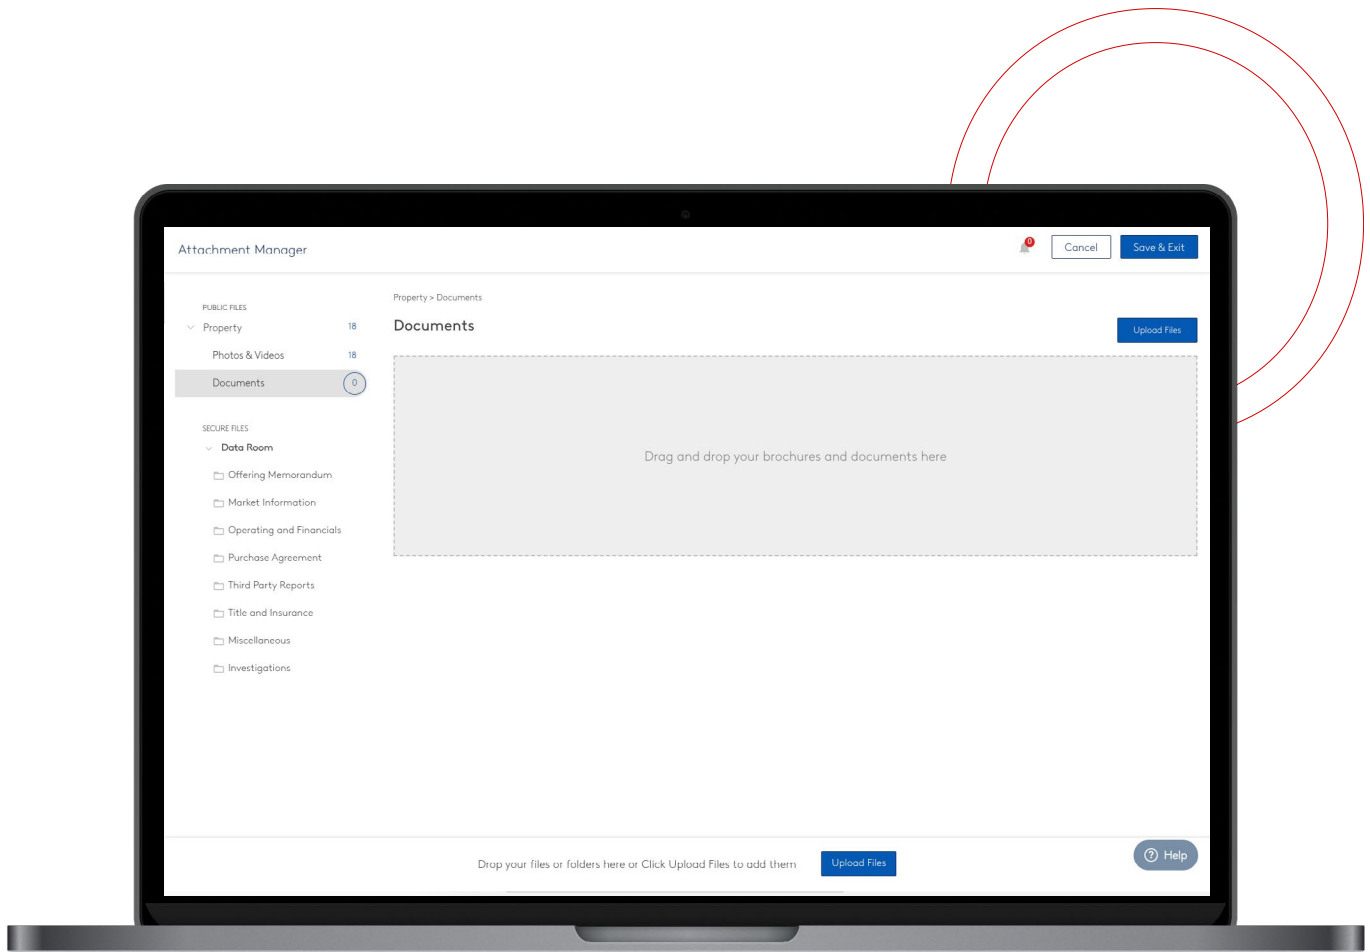 Attachment Manager
0
Cancel
Save & Exit
PUBLIC FILES
Property 18
Photos & Videos 18
Documents 0
SECURE FILES
Data Room
Offering Memorandum
Market Information
Operating and Financials
Purchase Agreement
Third Party Reports
Title and Insurance
Miscellaneous
Investigations
Property > Documents
Documents
Upload Files
Drag and drop your brochures and documents here
Drop your files or folders here or Click Upload Files to add them
Upload Files
? Help